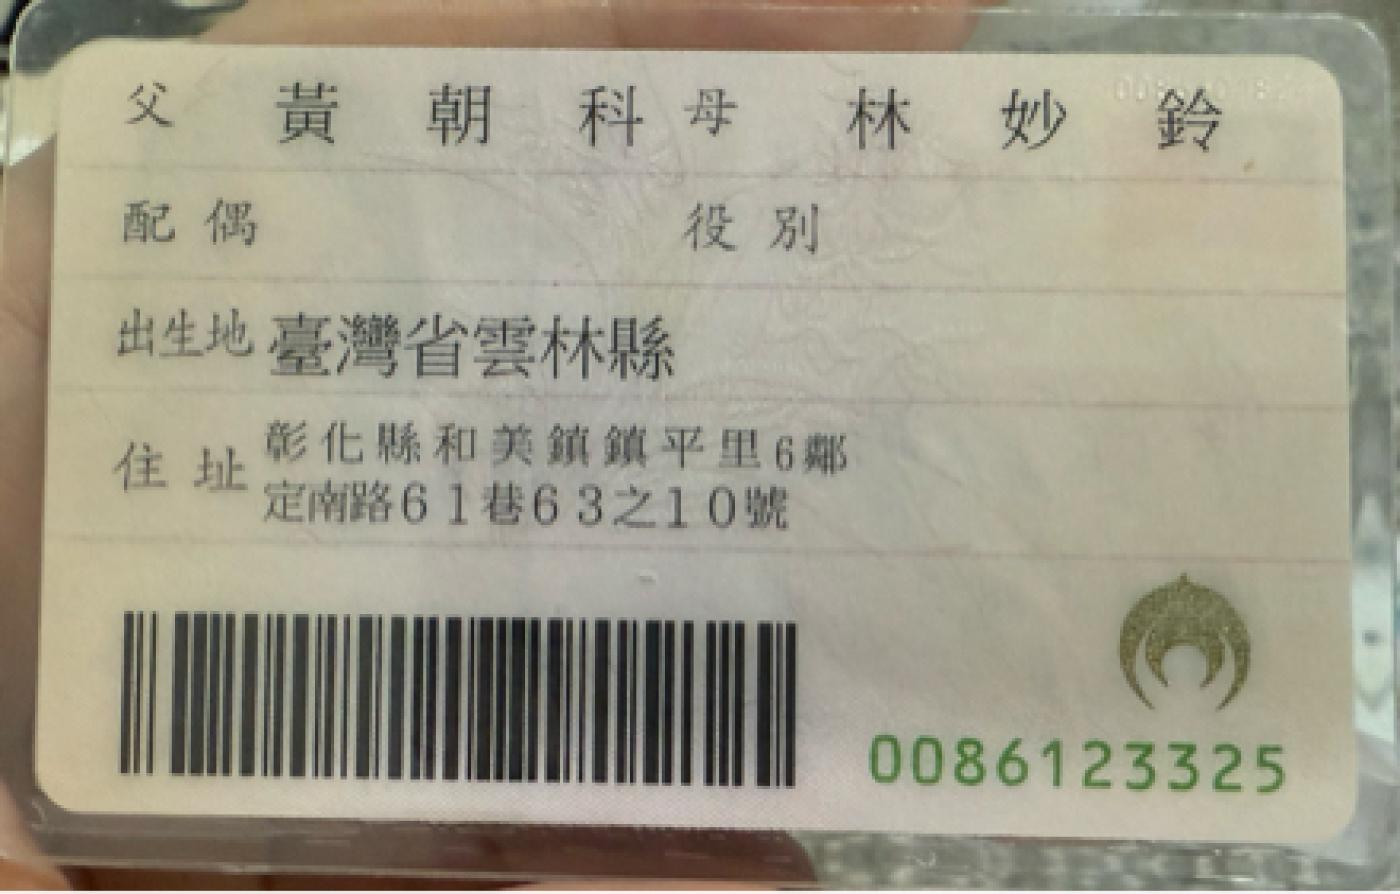 父 黃朝科 母 林妙鈴
配偶 役別
出生地 臺灣省雲林縣
住址 彰化縣和美鎮鎮平里6鄰
定南路61巷63之10號
0086123325